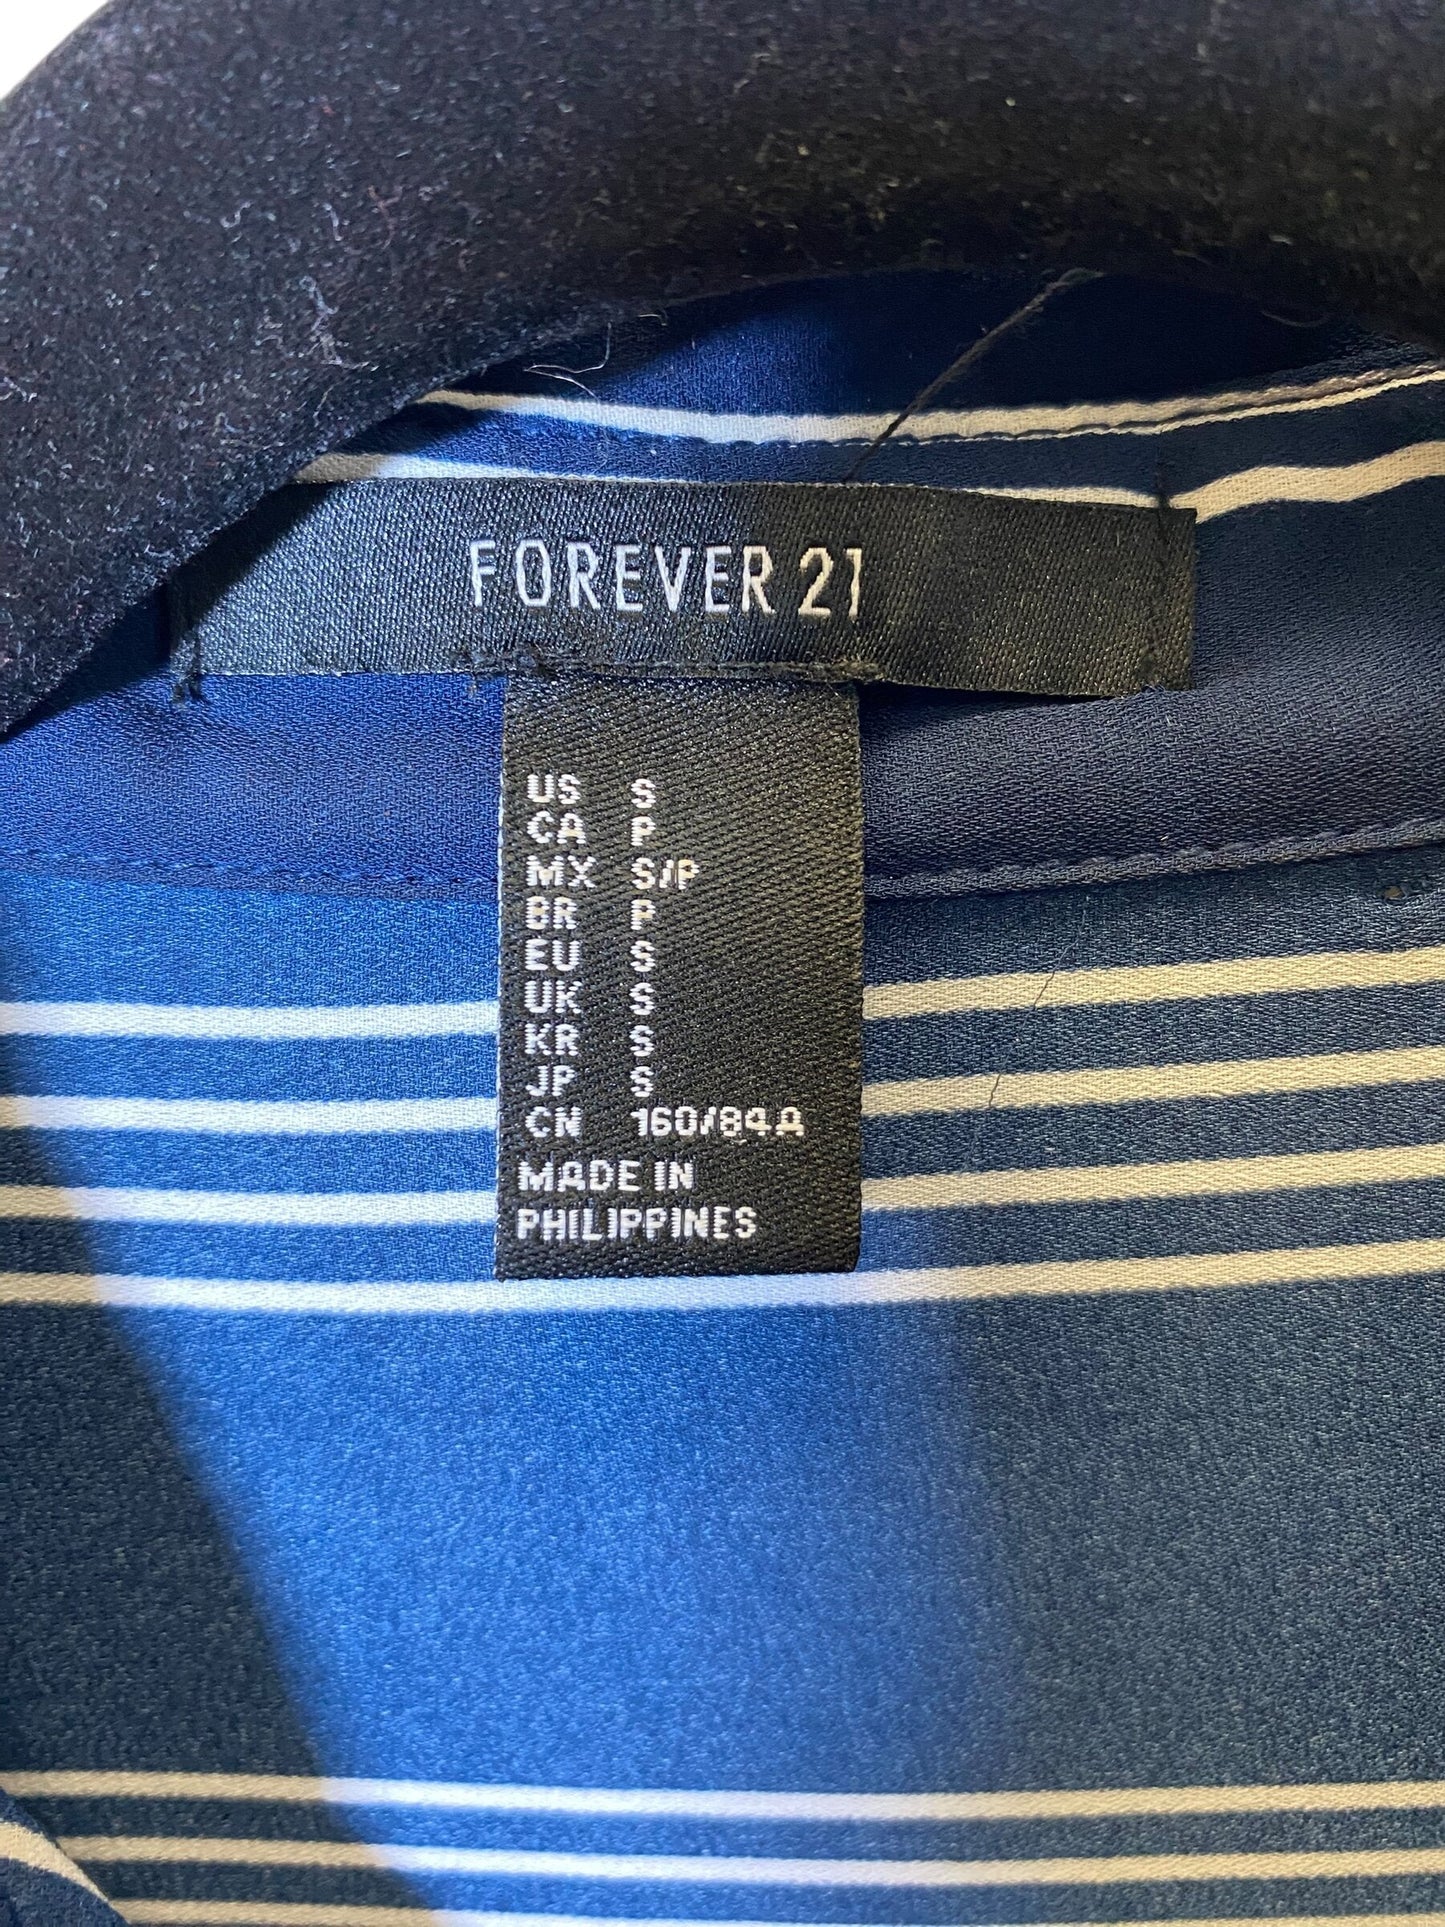 FOREVER 21
US S
CA P
MX S/P
BR P
EU S
UK S
KR S
JP S
CN 160/84A
MADE IN
PHILIPPINES